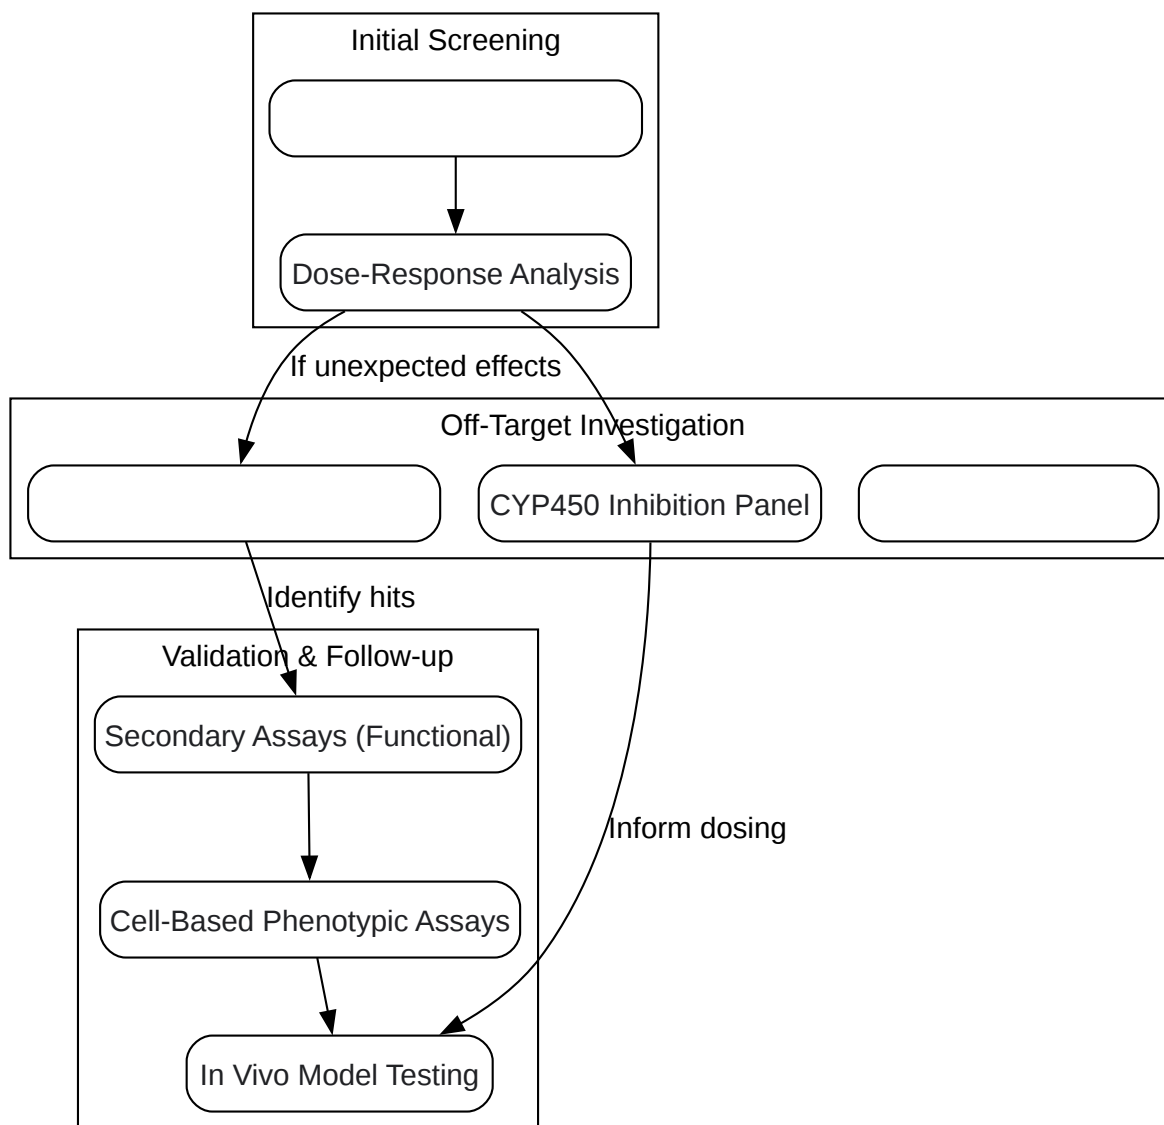 Initial Screening
Dose-Response Analysis
If unexpected effects
Off-Target Investigation
CYP450 Inhibition Panel
Identify hits
Validation & Follow-up
Secondary Assays (Functional)
Inform dosing
Cell-Based Phenotypic Assays
In Vivo Model Testing